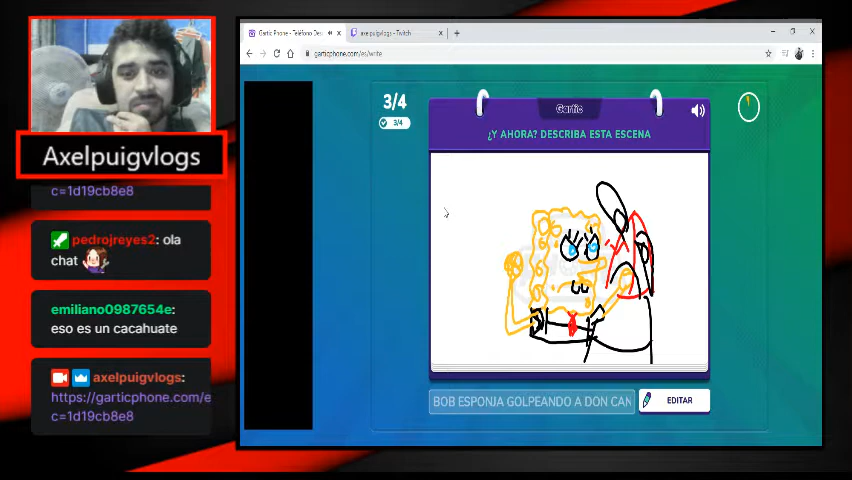 Gartic Phone - Teléfono Des
axelpuigvlogs - Twitch
garticphone.com/es/write
Axelpuigvlogs
c=1d19cb8e8
pedrojreyes2: ola
chat
emiliano0987654e:
eso es un cacahuate
axelpuigvlogs:
https://garticphone.com/e
c=1d19cb8e8
3/4
3/4
Gartic
¿Y AHORA? DESCRIBA ESTA ESCENA
BOB ESPONJA GOLPEANDO A DON CAN
EDITAR